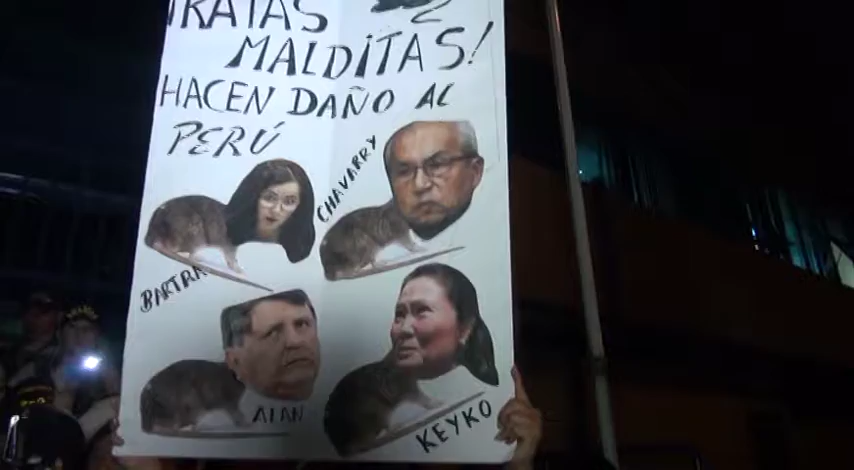 RATAS
MALDITAS!
HACEN DAÑO AL
PERÚ
CHAVARRY
BARTRA
ALAN
KEYKO